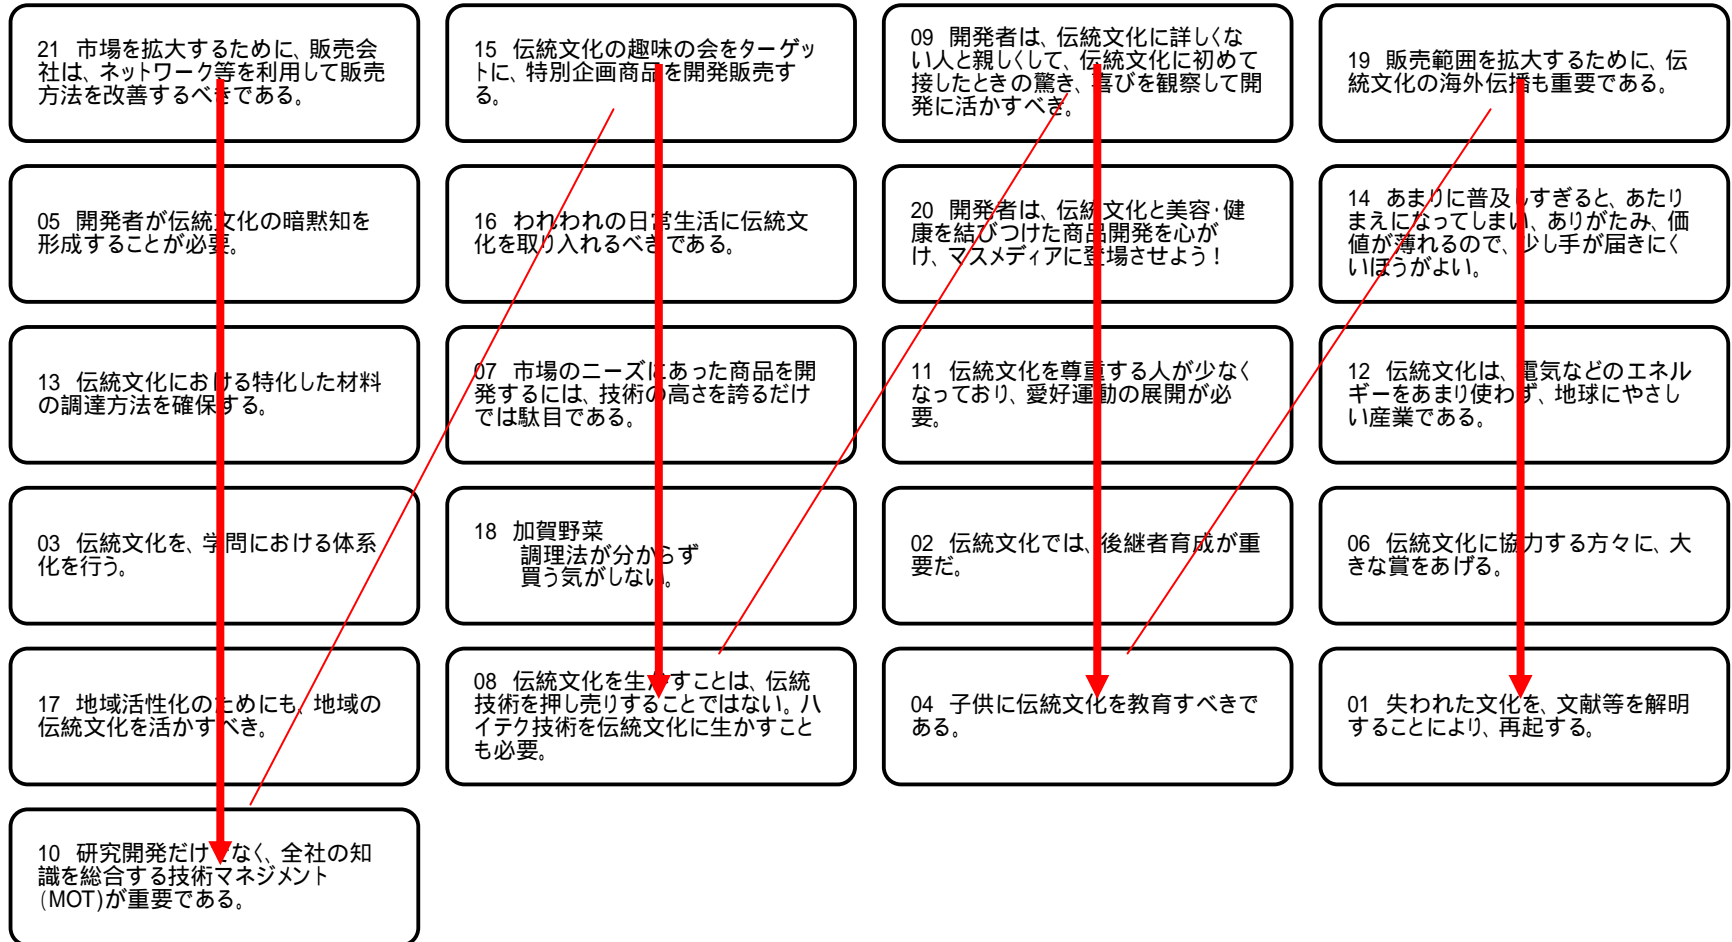 21 市場を拡大するために、販売会
社は、ネットワーク等を利用して販売
方法を改善するべきである。
05 開発者が伝統文化の暗黙知を
形成することが必要。
13 伝統文化における特化した材料
の調達方法を確保する。
03 伝統文化を、学問における体系
化を行う。
17 地域活性化のためにも、地域の
伝統文化を活かすべき。
10 研究開発だけでなく、全社の知
識を総合する技術マネジメント
(MOT)が重要である。
15 伝統文化の趣味の会をターゲッ
トに、特別企画商品を開発販売す
る。
16 われわれの日常生活に伝統文
化を取り入れるべきである。
07 市場のニーズにあった商品を開
発するには、技術の高さを誇るだけ
では駄目である。
18 加賀野菜
調理法が分からず
買う気がしない。
08 伝統文化を生かすことは、伝統
技術を押し売りすることではない。ハ
イテク技術を伝統文化に生かすこと
も必要。
09 開発者は、伝統文化に詳しくな
い人と親しくして、伝統文化に初めて
接したときの驚き、喜びを観察して開
発に活かすべき。
20 開発者は、伝統文化と美容・健
康を結びつけた商品開発を心が
け、マスメディアに登場させよう！
11 伝統文化を尊重する人が少なく
なっており、愛好運動の展開が必
要。
02 伝統文化では、後継者育成が重
要だ。
04 子供に伝統文化を教育すべきで
ある。
19 販売範囲を拡大するために、伝
統文化の海外伝播も重要である。
14 あまりに普及しすぎると、あたり
まえになってしまい、ありがたみ、価
値が薄れるので、少し手が届きにく
いほうがよい。
12 伝統文化は、電気などのエネル
ギーをあまり使わず、地球にやさし
い産業である。
06 伝統文化に協力する方々に、大
きな賞をあげる。
01 失われた文化を、文献等を解明
することにより、再起する。